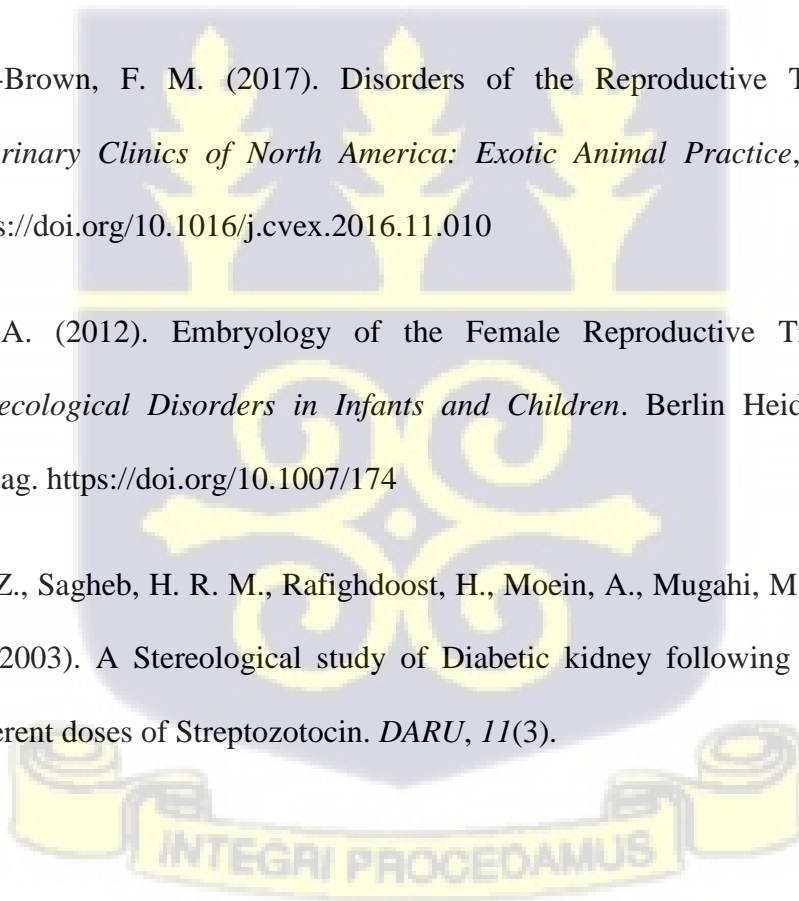 -Brown, F. M. (2017). Disorders of the Reproductive T
rinary Clinics of North America: Exotic Animal Practice,
s://doi.org/10.1016/j.cvex.2016.11.010
A. (2012). Embryology of the Female Reproductive Tr
ecological Disorders in Infants and Children. Berlin Heid
ag. https://doi.org/10.1007/174
Z., Sagheb, H. R. M., Rafighdoost, H., Moein, A., Mugahi, M
2003). A Stereological study of Diabetic kidney following
erent doses of Streptozotocin. DARU, 11(3).
INTEGRI PROCEDAMUS